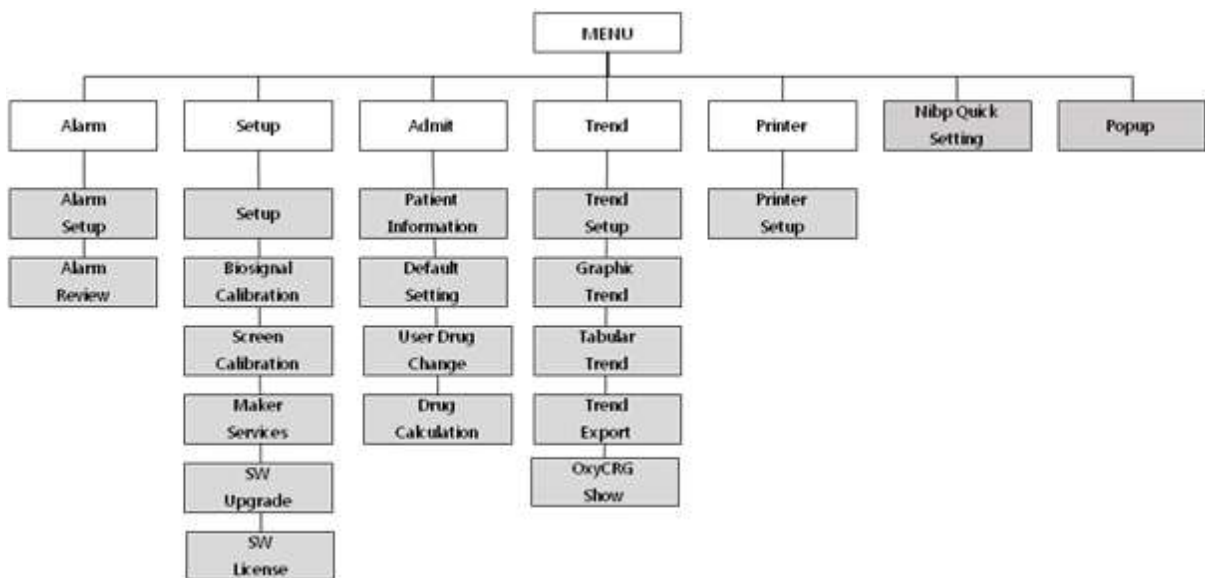 MENU
Alarm
Setup
Admit
Trend
Printer
Nibp Quick
Setting
Popup
Alarm
Setup
Setup
Patient
Information
Trend
Setup
Printer
Setup
Alarm
Review
Biosignal
Calibration
Default
Setting
Graphic
Trend
Screen
Calibration
User Drug
Change
Tabular
Trend
Maker
Services
Drug
Calculation
Trend
Export
SW
Upgrade
OxyCRG
Show
SW
License